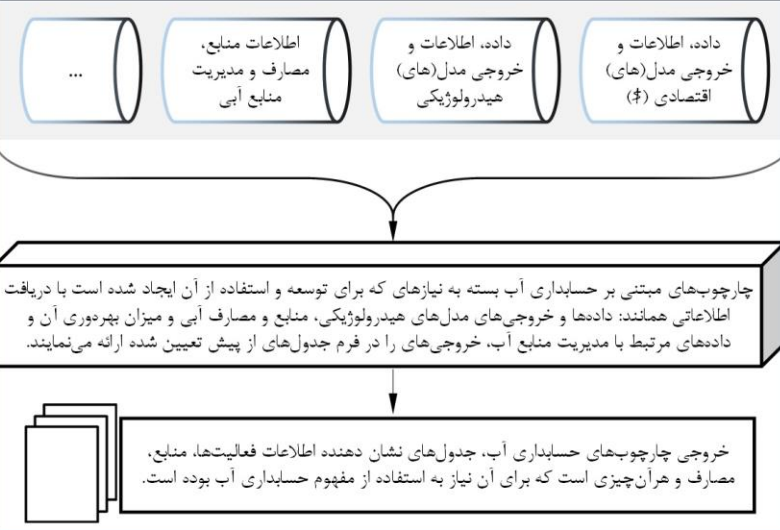 داده، اطلاعات و
خروجی مدل(های)
اقتصادی ($)
داده، اطلاعات و
خروجی مدل(های)
هیدرولوژیکی
اطلاعات منابع،
مصارف و مدیریت
منابع آبی
...
چارچوب‌های مبتنی بر حسابداری آب بسته به نیازهای که برای توسعه و استفاده از آن ایجاد شده است با دریافت
اطلاعاتی همانند: داده‌ها و خروجی‌های مدل‌های هیدرولوژیکی، منابع و مصارف آبی و میزان بهره‌وری آن و
داده‌های مرتبط با مدیریت منابع آب، خروجی‌های را در فرم جدول‌های از پیش تعیین شده ارائه می‌نمایند.
خروجی چارچوب‌های حسابداری آب، جدول‌های نشان دهنده اطلاعات فعالیت‌ها، منابع،
مصارف و هرآن‌چیزی است که برای آن نیاز به استفاده از مفهوم حسابداری آب بوده است.